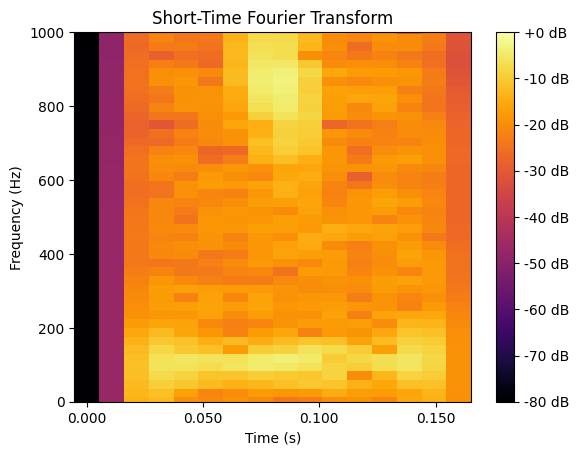 Short-Time Fourier Transform
1000
800
600
400
200
0
Frequency (Hz)
0.000
0.050
0.100
0.150
Time (s)
+0 dB
-10 dB
-20 dB
-30 dB
-40 dB
-50 dB
-60 dB
-70 dB
-80 dB